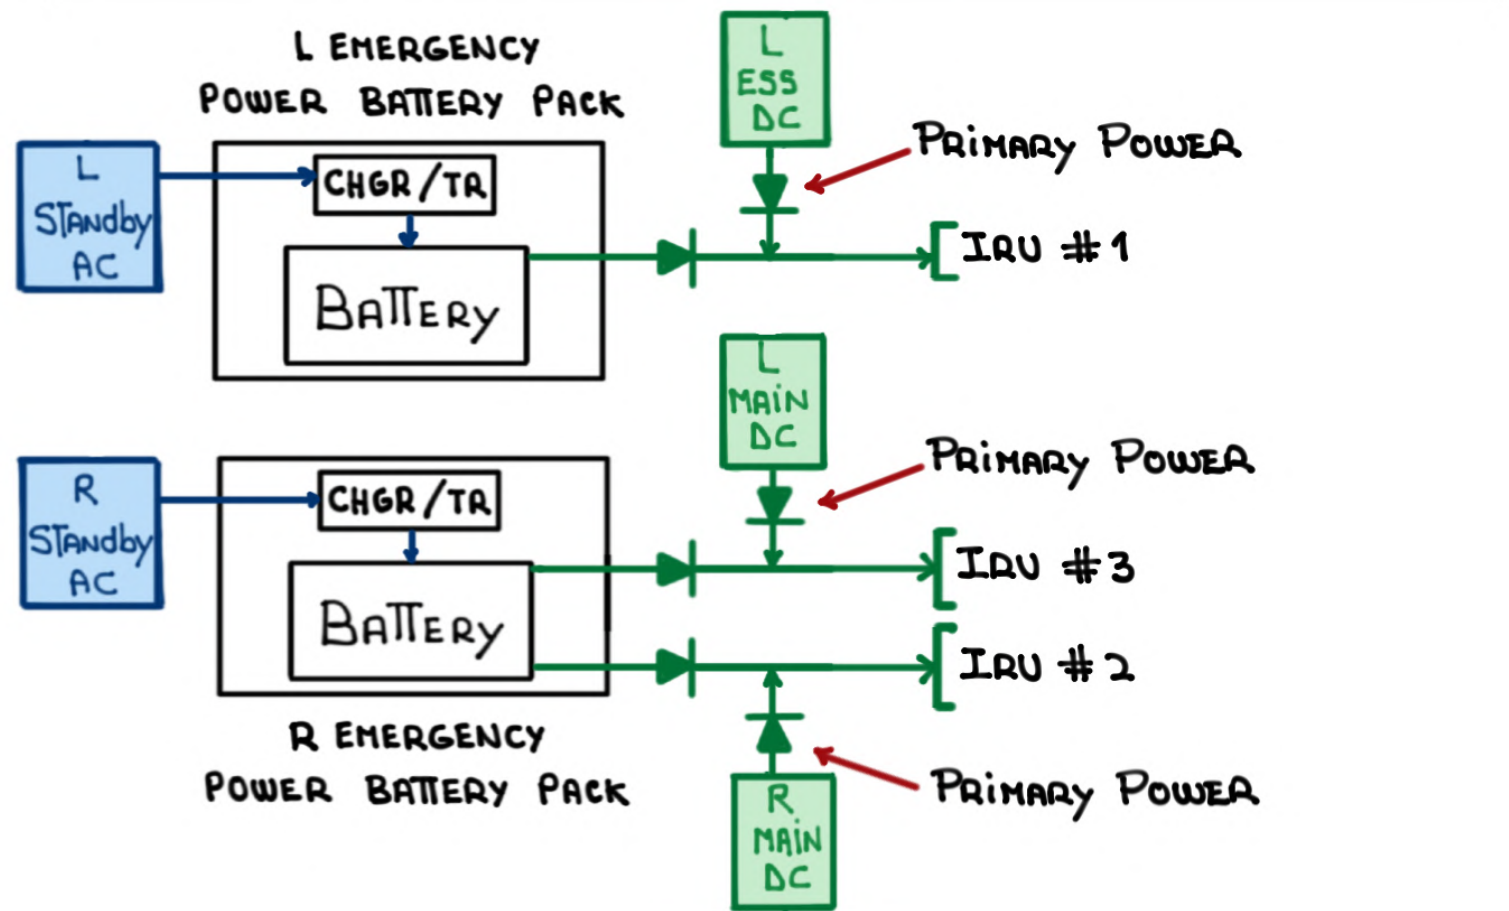 L EMERGENCY
POWER BATTERY PACK
L
STANdby
AC
CHGR/TR
BATTERY
L
ESS
DC
PRiMARy POWER
IRU #1
L
MAiN
DC
PRiMARy POWER
R
STANdby
AC
CHGR/TR
BATTERY
IRU #3
IRU #2
R EMERGENCY
POWER BATTERY PACK
R
MAiN
DC
PRiMARy POWER